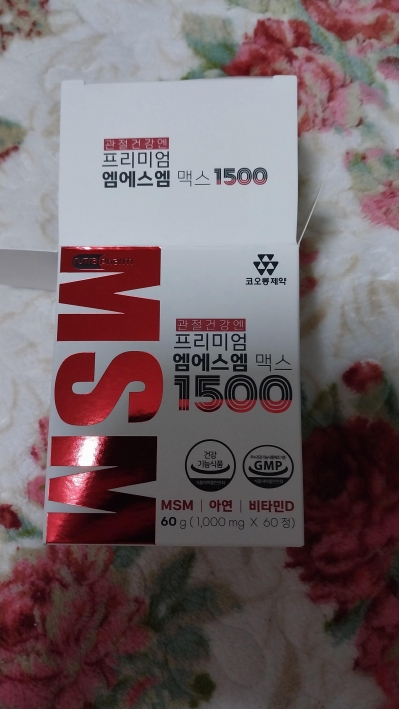 관절건강엔
프리미엄
엠에스엠 맥스 1500
코오롱제약
MSM
관절건강엔
프리미엄
엠에스엠 맥스
1500
건강
기능식품
GMP
MSM | 아연 | 비타민D
60 g (1,000 mg X 60 정)